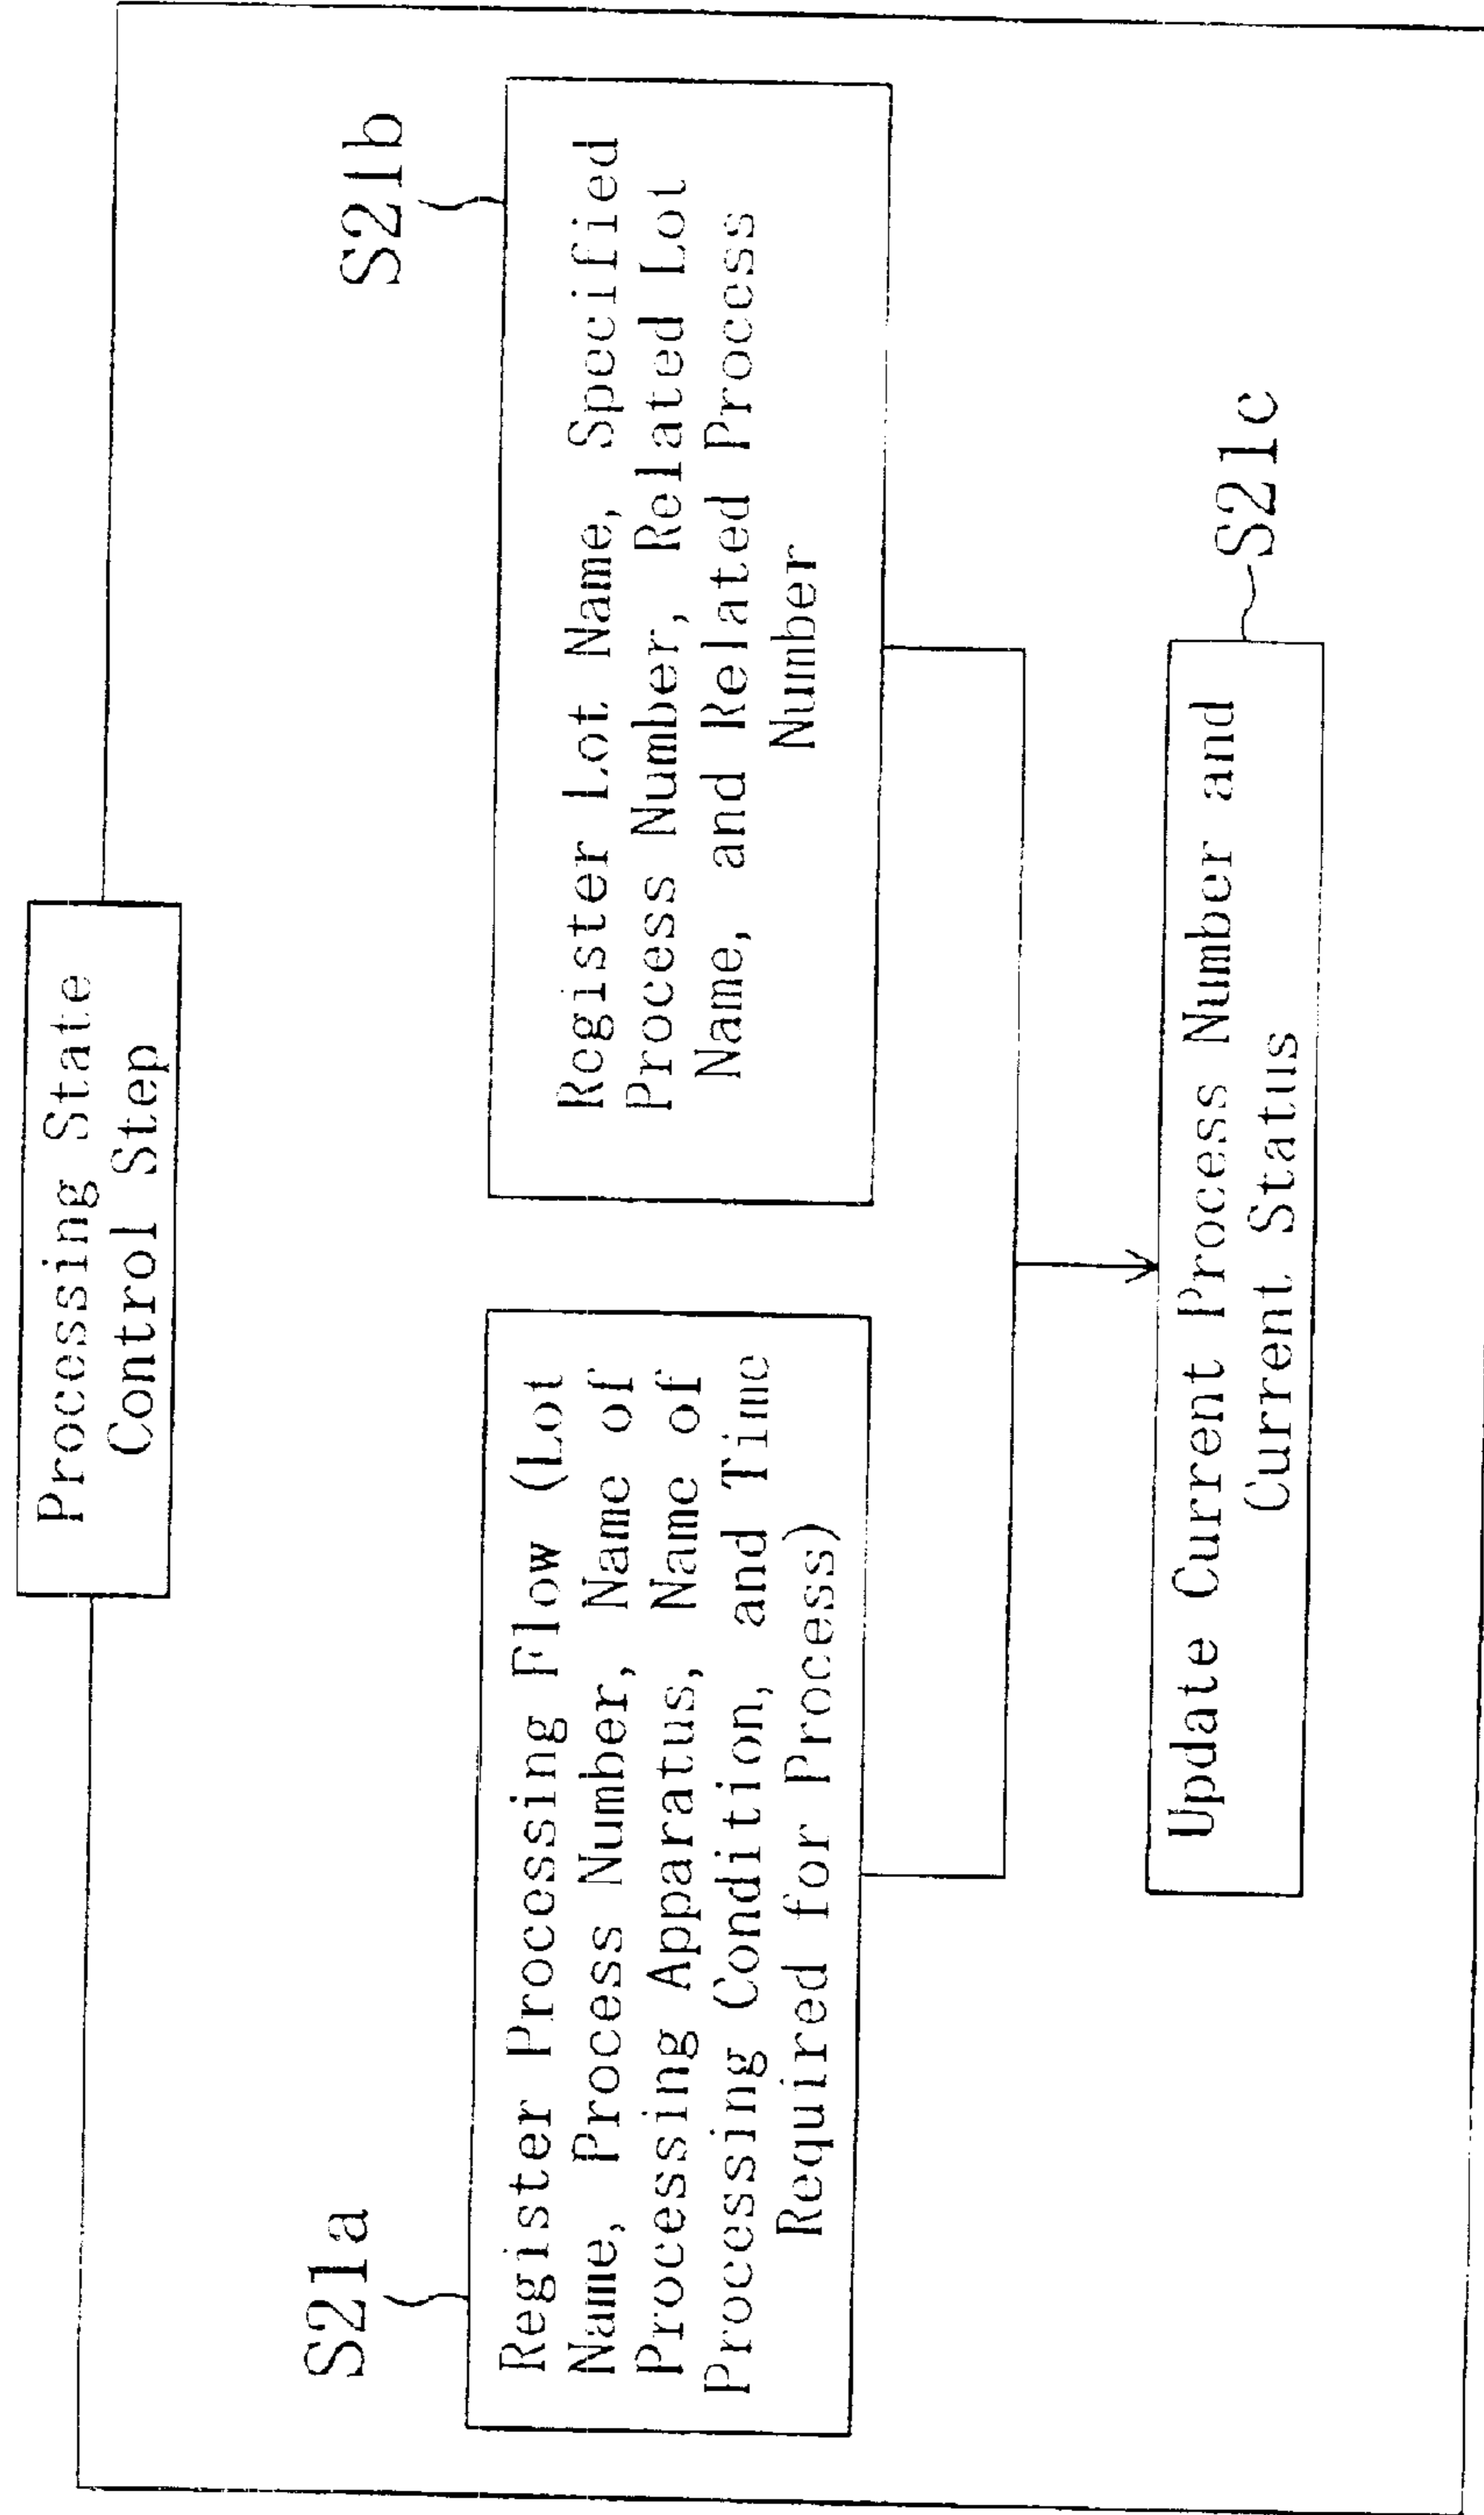 Processing State
Control Step
S21a
Register Processing Flow (Lot
Name, Process Number, Name of
Processing Apparatus, Name of
Processing Condition, and Time
Required for Process)
S21b
Register Lot Name, Specified
Process Number, Related Lot
Name, and Related Process
Number
Update Current Process Number and
Current Status
S21c